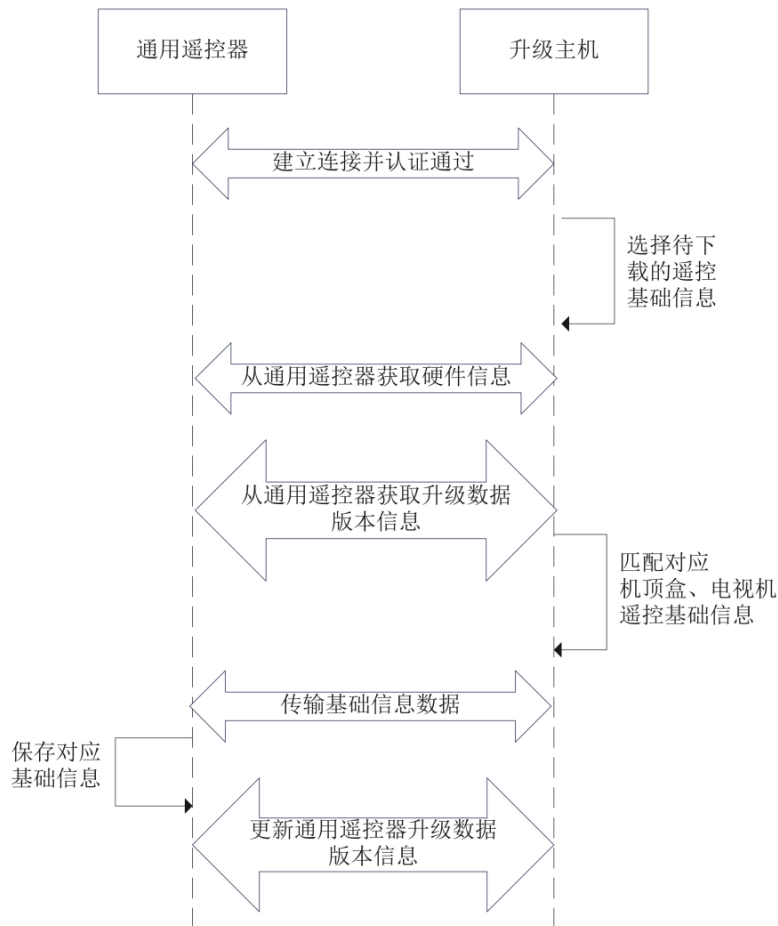 通用遥控器
升级主机
建立连接并认证通过
选择待下
载的遥控
基础信息
从通用遥控器获取硬件信息
从通用遥控器获取升级数据
版本信息
匹配对应
机顶盒、电视机
遥控基础信息
传输基础信息数据
保存对应
基础信息
更新通用遥控器升级数据
版本信息